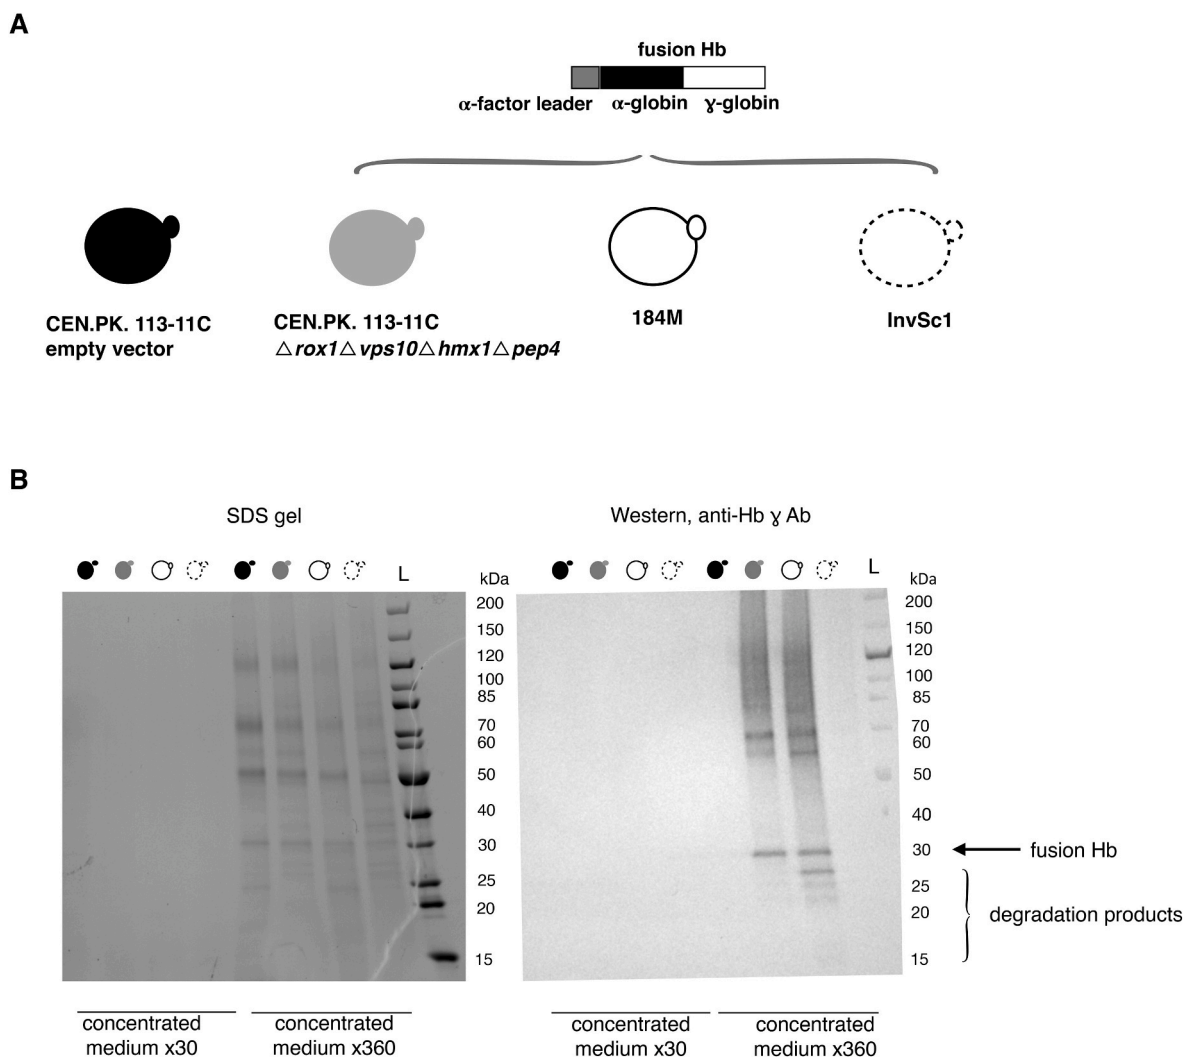 A
fusion Hb
α-factor leader α-globin ɣ-globin
CEN.PK. 113-11C
empty vector
CEN.PK. 113-11C
△rox1△vps10△hmx1△pep4
184M
InvSc1
B
SDS gel
L
kDa
200
150
120
100
85
70
60
50
40
30
25
20
15
concentrated
medium x30
concentrated
medium x360
Western, anti-Hb ɣ Ab
L
kDa
200
150
120
100
85
70
60
50
40
30
25
20
15
fusion Hb
degradation products
concentrated
medium x30
concentrated
medium x360